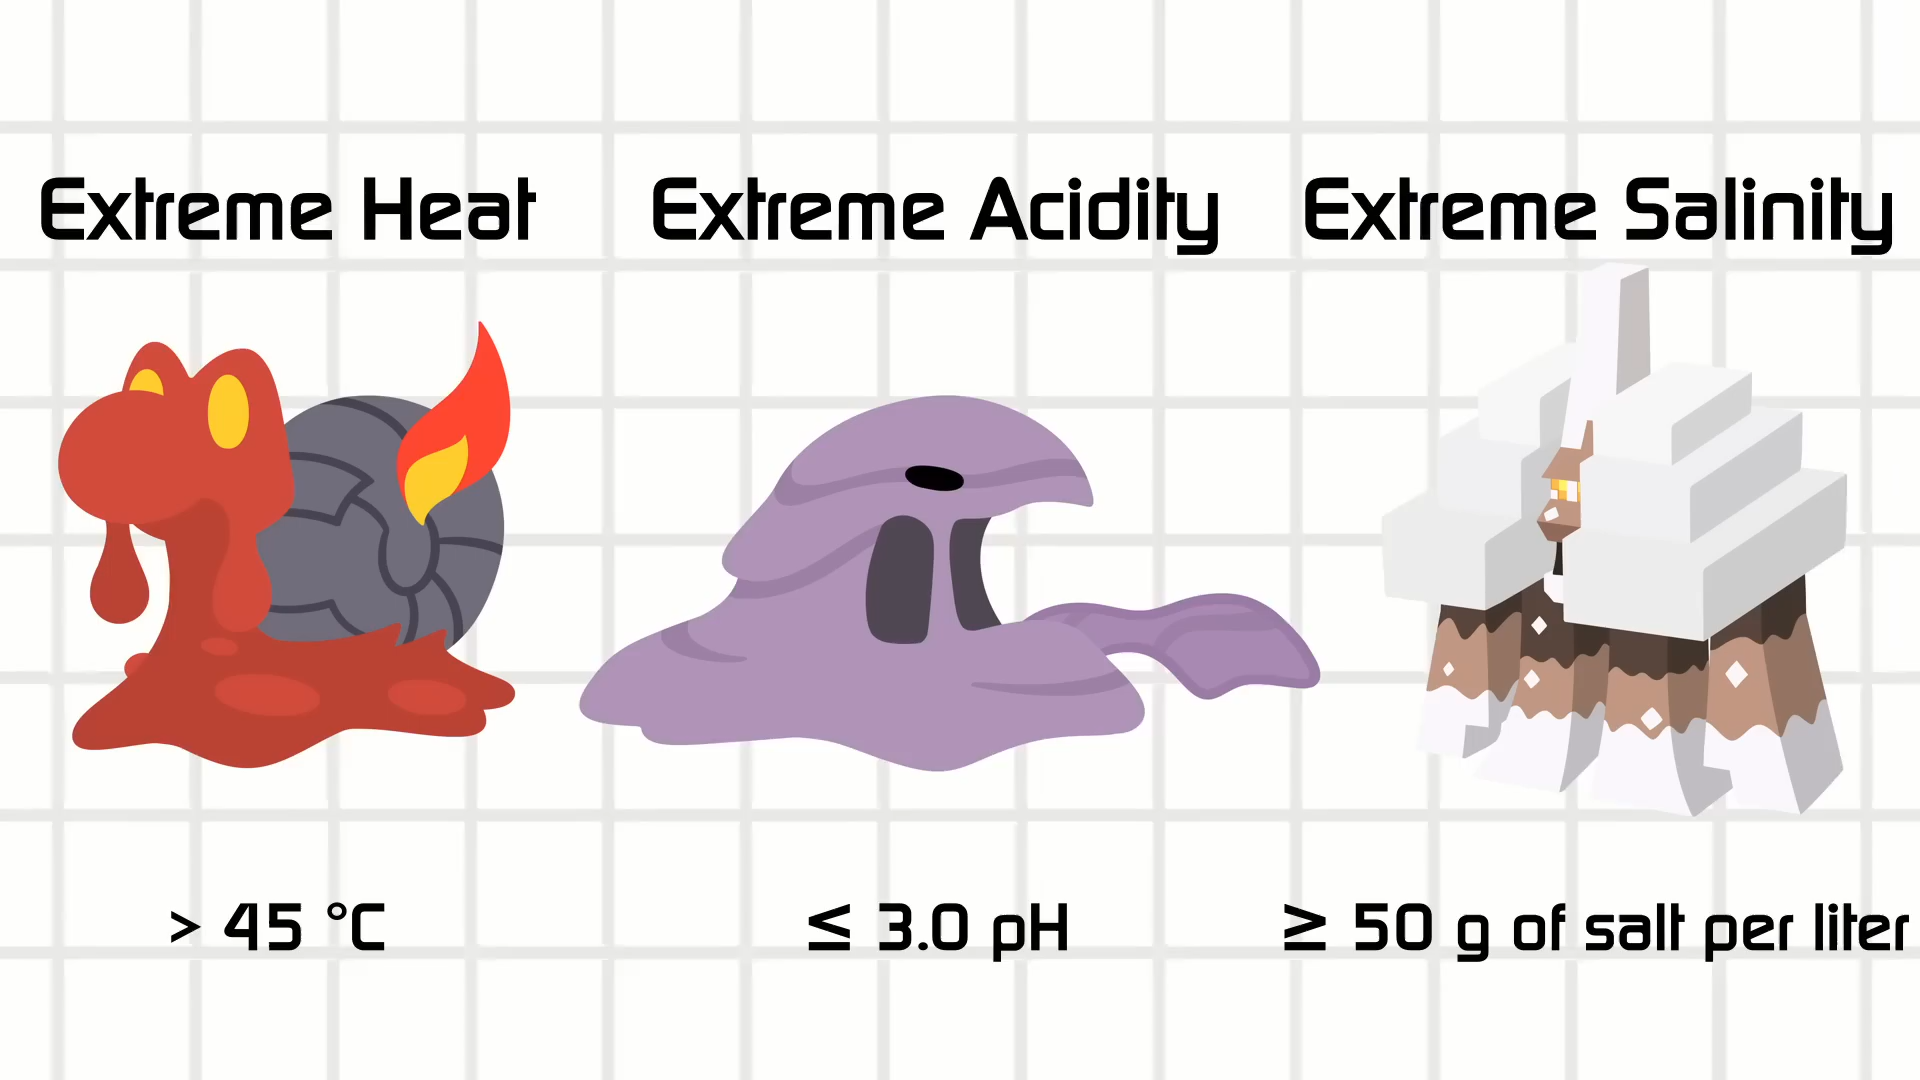 Extreme Heat
Extreme Acidity
Extreme Salinity
> 45 °C
≤ 3.0 pH
≥ 50 g of salt per liter